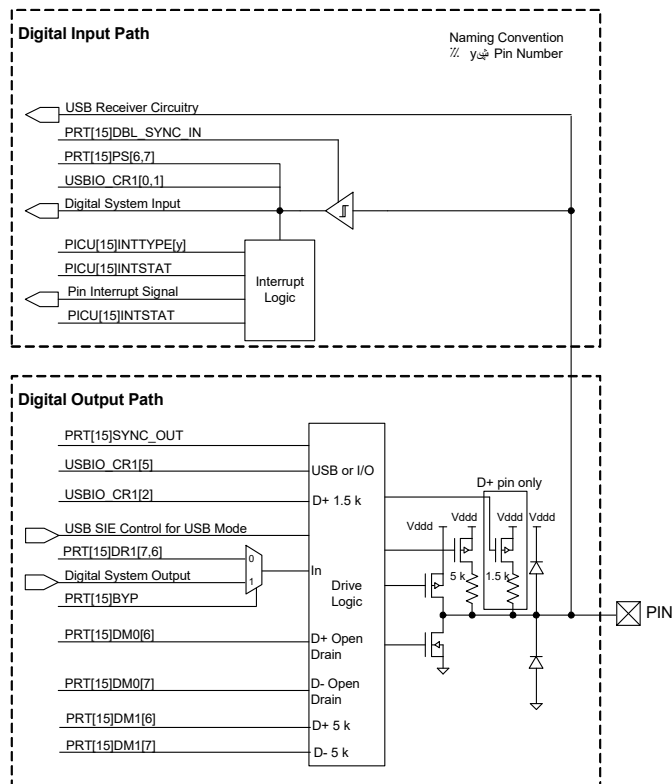 Digital Input Path
Naming Convention
y Pin Number
USB Receiver Circuitry
PRT[15]DBL_SYNC_IN
PRT[15]PS[6,7]
USBIO_CR1[0,1]
Digital System Input
PICU[15]INTTYPE[y]
PICU[15]INTSTAT
Pin Interrupt Signal
PICU[15]INTSTAT
Interrupt
Logic
Digital Output Path
PRT[15]SYNC_OUT
USBIO_CR1[5]
USB or I/O
USBIO_CR1[2]
D+ 1.5 k
D+ pin only
USB SIE Control for USB Mode
Vddd
Vddd
Vddd
Vddd
PRT[15]DR1[7,6]
0
Digital System Output
1
In
PRT[15]BYP
Drive
Logic
5 k
1.5 k
PIN
PRT[15]DM0[6]
D+ Open
Drain
PRT[15]DM0[7]
D- Open
Drain
PRT[15]DM1[6]
D+ 5 k
PRT[15]DM1[7]
D- 5 k